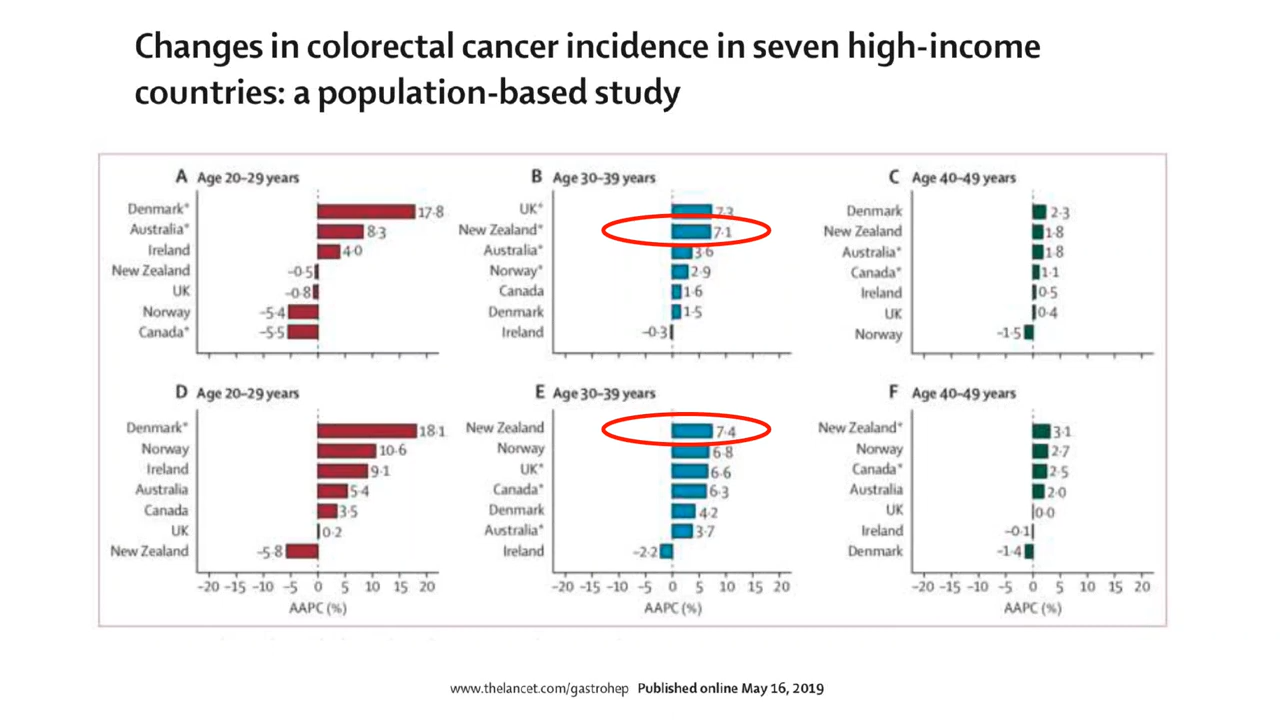 Changes in colorectal cancer incidence in seven high-income
countries: a population-based study
A Age 20–29 years
Denmark* 17·8
Australia* 8·3
Ireland 4·0
New Zealand −0·5
UK −0·8
Norway −5·4
Canada* −5·5
B Age 30–39 years
UK* 7·3
New Zealand* 7·1
Australia* 3·6
Norway* 2·9
Canada 1·6
Denmark 1·5
Ireland −0·3
C Age 40–49 years
Denmark 2·3
New Zealand 1·8
Australia* 1·8
Canada* 1·1
Ireland 0·5
UK 0·4
Norway −1·5
D Age 20–29 years
Denmark* 18·1
Norway 10·6
Ireland 9·1
Australia 5·4
Canada 3·5
UK 0·2
New Zealand −5·8
−20 −15 −10 −5 0 5 10 15 20
AAPC (%)
E Age 30–39 years
New Zealand 7·4
Norway 6·8
UK* 6·6
Canada* 6·3
Denmark 4·2
Australia* 3·7
Ireland −2·2
−20 −15 −10 −5 0 5 10 15 20
AAPC (%)
F Age 40–49 years
New Zealand* 3·1
Norway 2·7
Canada* 2·5
Australia 2·0
UK 0·0
Ireland −0·1
Denmark −1·4
−20 −15 −10 −5 0 5 10 15 20
AAPC (%)
www.thelancet.com/gastrohep Published online May 16, 2019